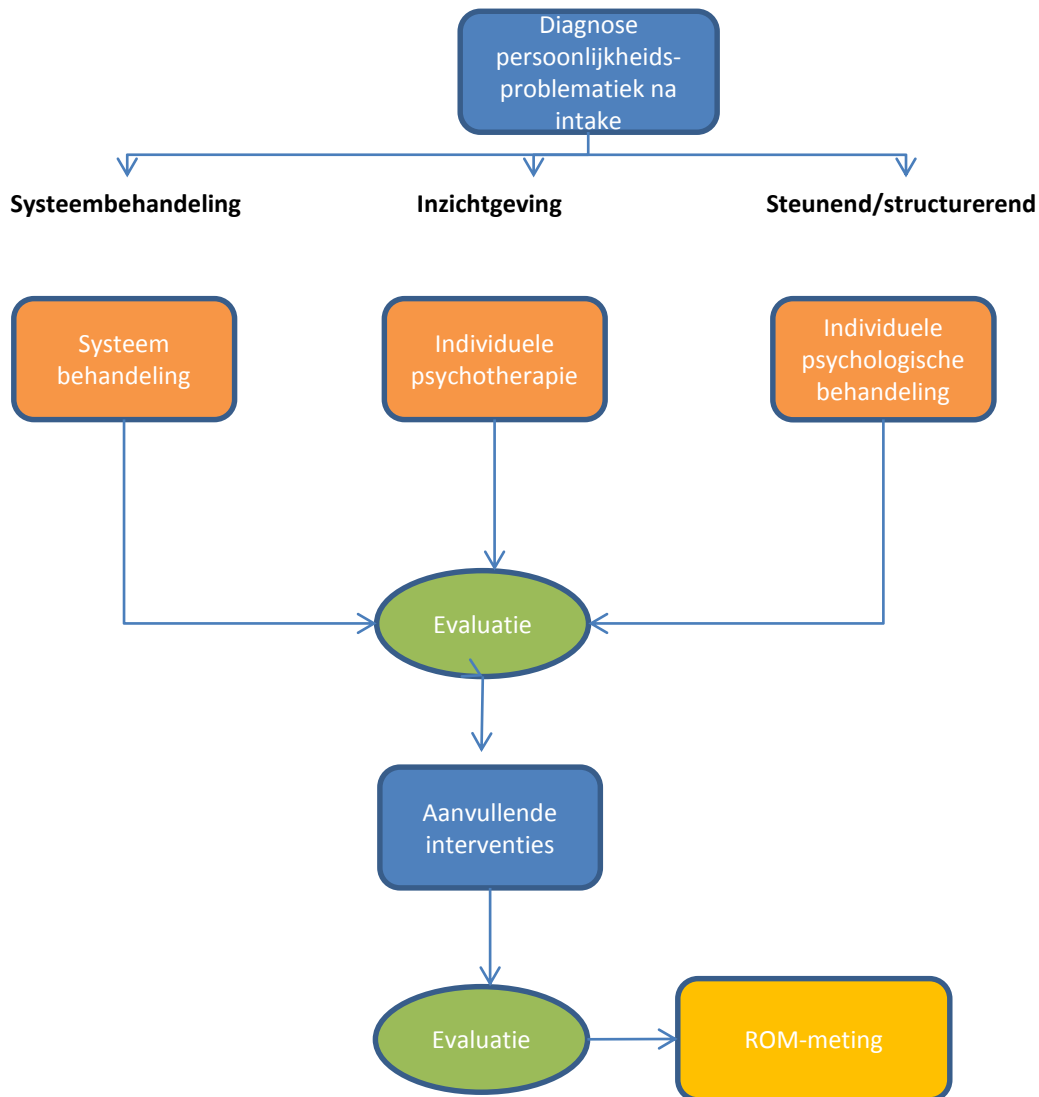 Diagnose
persoonlijkheids-
problematiek na
intake
Systeembehandeling
Inzichtgeving
Steunend/structurerend
Systeem
behandeling
Individuele
psychotherapie
Individuele
psychologische
behandeling
Evaluatie
Aanvullende
interventies
Evaluatie
ROM-meting